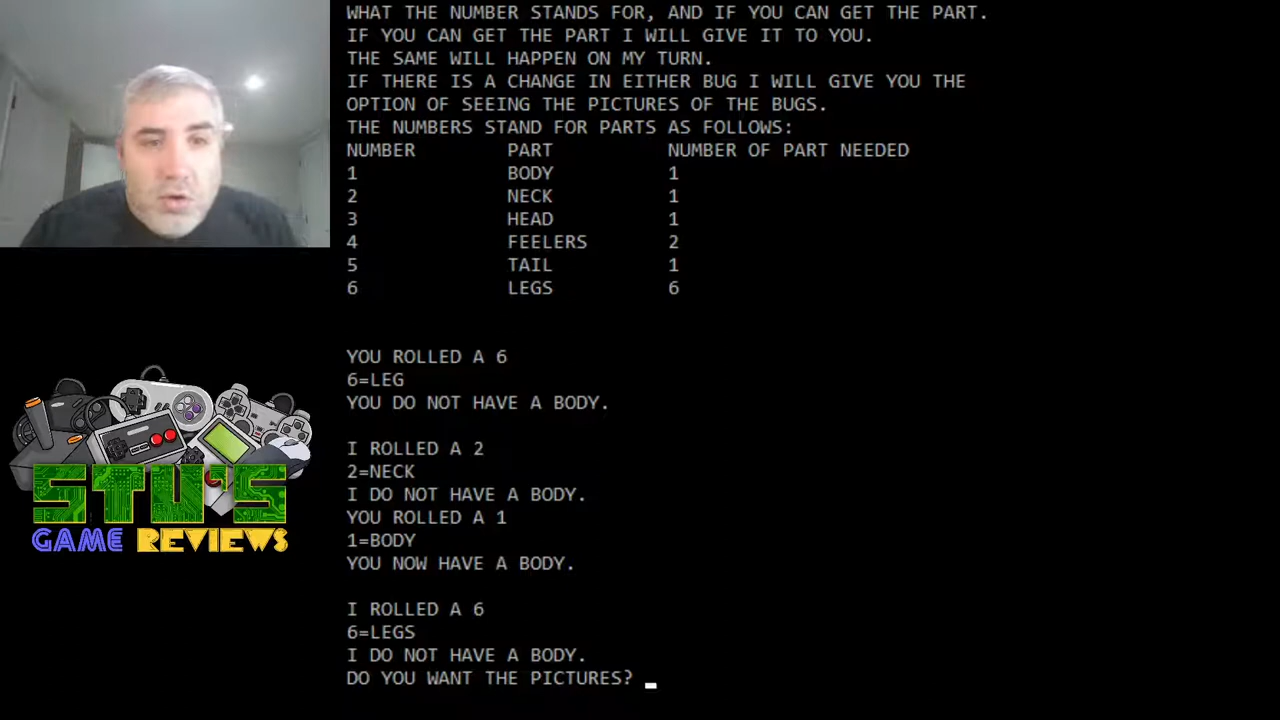 WHAT THE NUMBER STANDS FOR, AND IF YOU CAN GET THE PART.
IF YOU CAN GET THE PART I WILL GIVE IT TO YOU.
THE SAME WILL HAPPEN ON MY TURN.
IF THERE IS A CHANGE IN EITHER BUG I WILL GIVE YOU THE
OPTION OF SEEING THE PICTURES OF THE BUGS.
THE NUMBERS STAND FOR PARTS AS FOLLOWS:
NUMBER PART NUMBER OF PART NEEDED
1 BODY 1
2 NECK 1
3 HEAD 1
4 FEELERS 2
5 TAIL 1
6 LEGS 6
YOU ROLLED A 6
6=LEG
YOU DO NOT HAVE A BODY.
I ROLLED A 2
2=NECK
I DO NOT HAVE A BODY.
YOU ROLLED A 1
1=BODY
YOU NOW HAVE A BODY.
I ROLLED A 6
6=LEGS
I DO NOT HAVE A BODY.
DO YOU WANT THE PICTURES?
STU'S
GAME REVIEWS